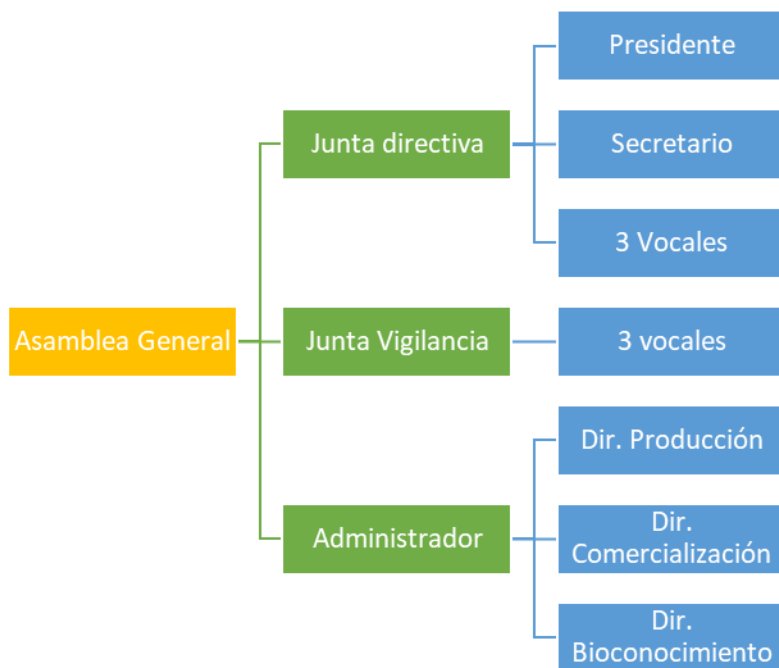 Presidente
Junta directiva
Secretario
3 Vocales
Asamblea General
Junta Vigilancia
3 vocales
Dir. Producción
Administrador
Dir.
Comercialización
Dir.
Bioconocimiento